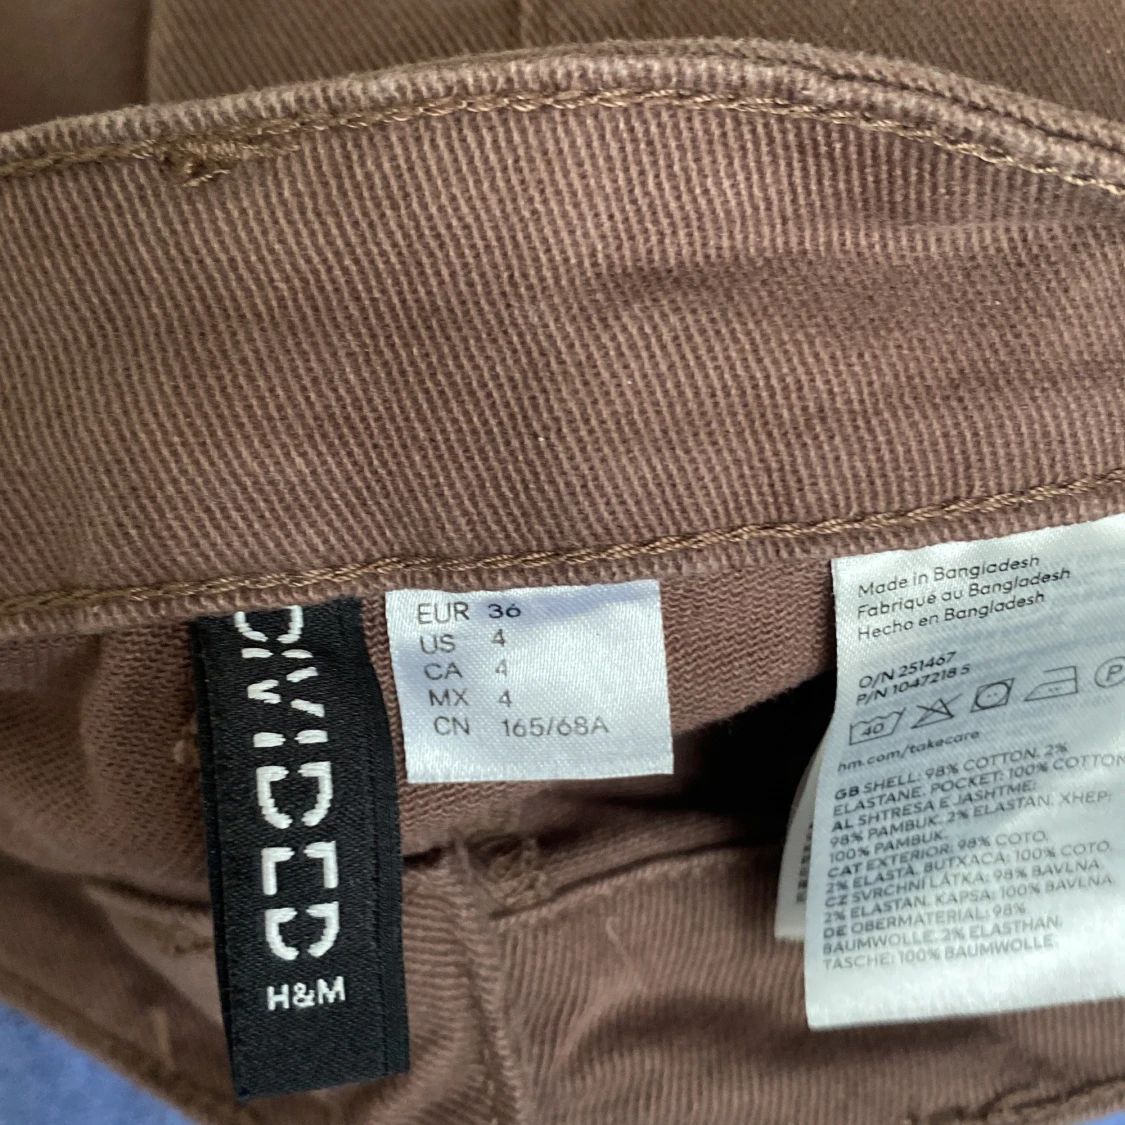 DIVIDED
H&M
EUR 36
US 4
CA 4
MX 4
CN 165/68A
Made in Bangladesh
Fabriqué au Bangladesh
Hecho en Bangladesh
O/N 251467
P/N 1047218 S
40
P
hm.com/takecare
GB SHELL: 98% COTTON. 2%
ELASTANE. POCKET: 100% COTTON
AL SHTRESA E JASHTME:
98% PAMBUK. 2% ELASTAN. XHEP:
100% PAMBUK.
CAT EXTERIOR: 98% COTÓ.
2% ELASTÀ. BUTXACA: 100% COTÓ.
CZ SVRCHNÍ LÁTKA: 98% BAVLNA.
2% ELASTAN. KAPSA: 100% BAVLNA.
DE OBERMATERIAL: 98%
BAUMWOLLE. 2% ELASTHAN.
TASCHE: 100% BAUMWOLLE.